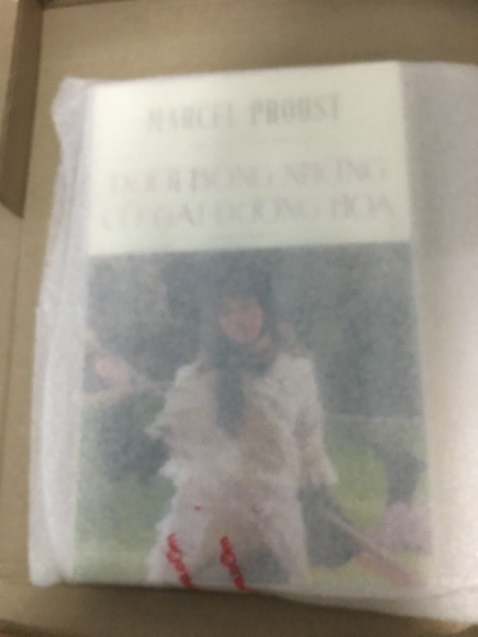 MARCEL PROUST
DƯỚI BÓNG NHỮNG
CÔ GÁI ĐƯƠNG HOA